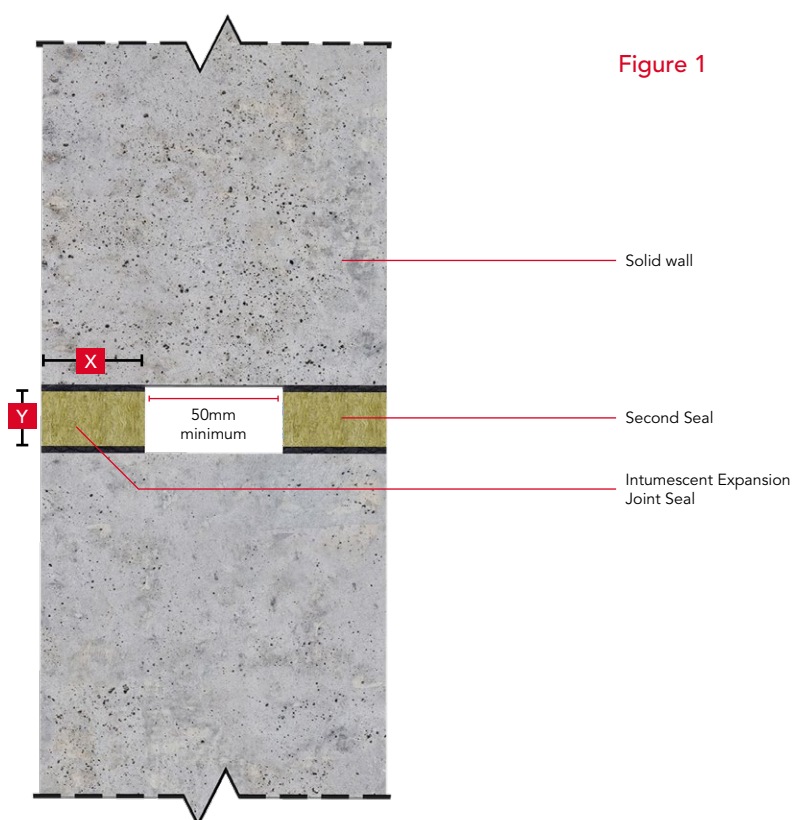 Figure 1
Solid wall
X
Y
50mm
minimum
Second Seal
Intumescent Expansion
Joint Seal